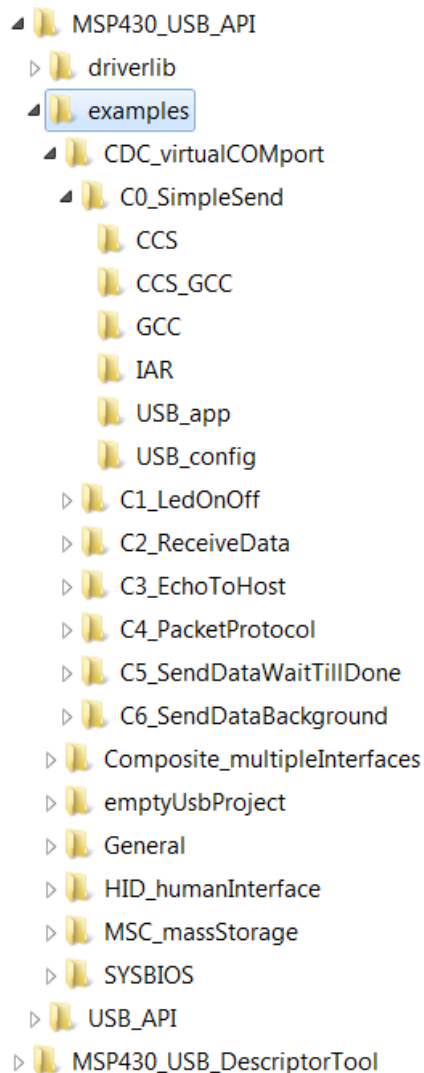 MSP430_USB_API
driverlib
examples
CDC_virtualCOMport
C0_SimpleSend
CCS
CCS_GCC
GCC
IAR
USB_app
USB_config
C1_LedOnOff
C2_ReceiveData
C3_EchoToHost
C4_PacketProtocol
C5_SendDataWaitTillDone
C6_SendDataBackground
Composite_multipleInterfaces
emptyUsbProject
General
HID_humanInterface
MSC_massStorage
SYSBIOS
USB_API
MSP430_USB_DescriptorTool